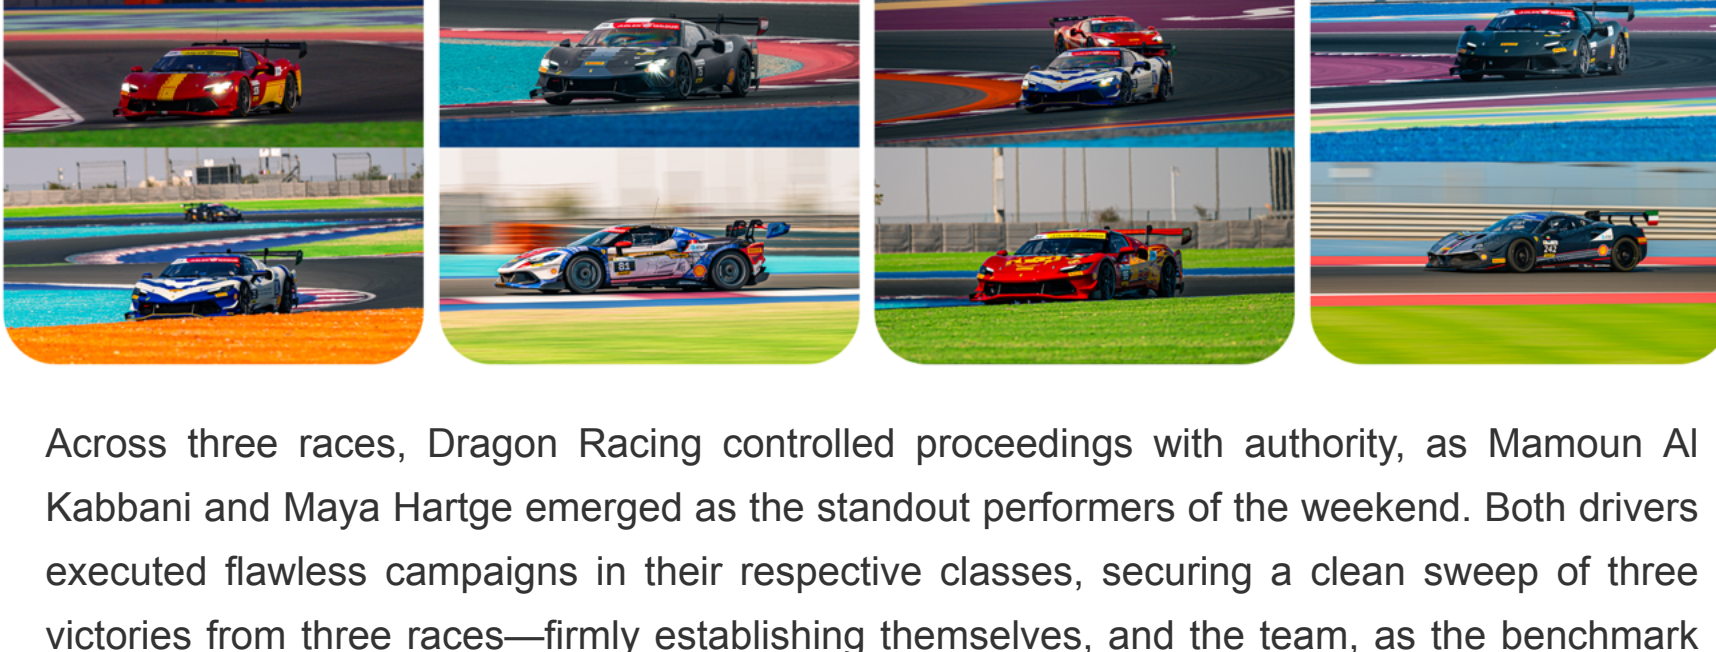 81
242
Across three races, Dragon Racing controlled proceedings with authority, as Mamoun Al
Kabbani and Maya Hartge emerged as the standout performers of the weekend. Both drivers
executed flawless campaigns in their respective classes, securing a clean sweep of three
victories from three races—firmly establishing themselves, and the team, as the benchmark